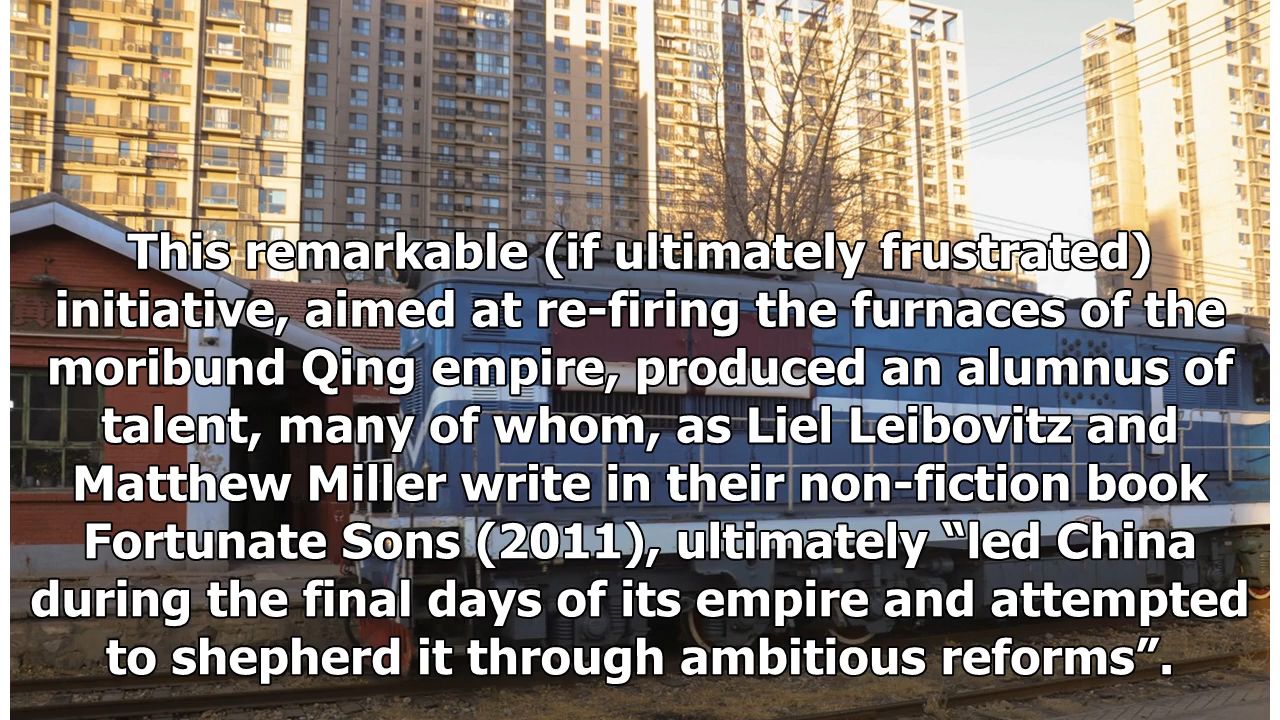 This remarkable (if ultimately frustrated)
initiative, aimed at re-firing the furnaces of the
moribund Qing empire, produced an alumnus of
talent, many of whom, as Liel Leibovitz and
Matthew Miller write in their non-fiction book
Fortunate Sons (2011), ultimately “led China
during the final days of its empire and attempted
to shepherd it through ambitious reforms”.